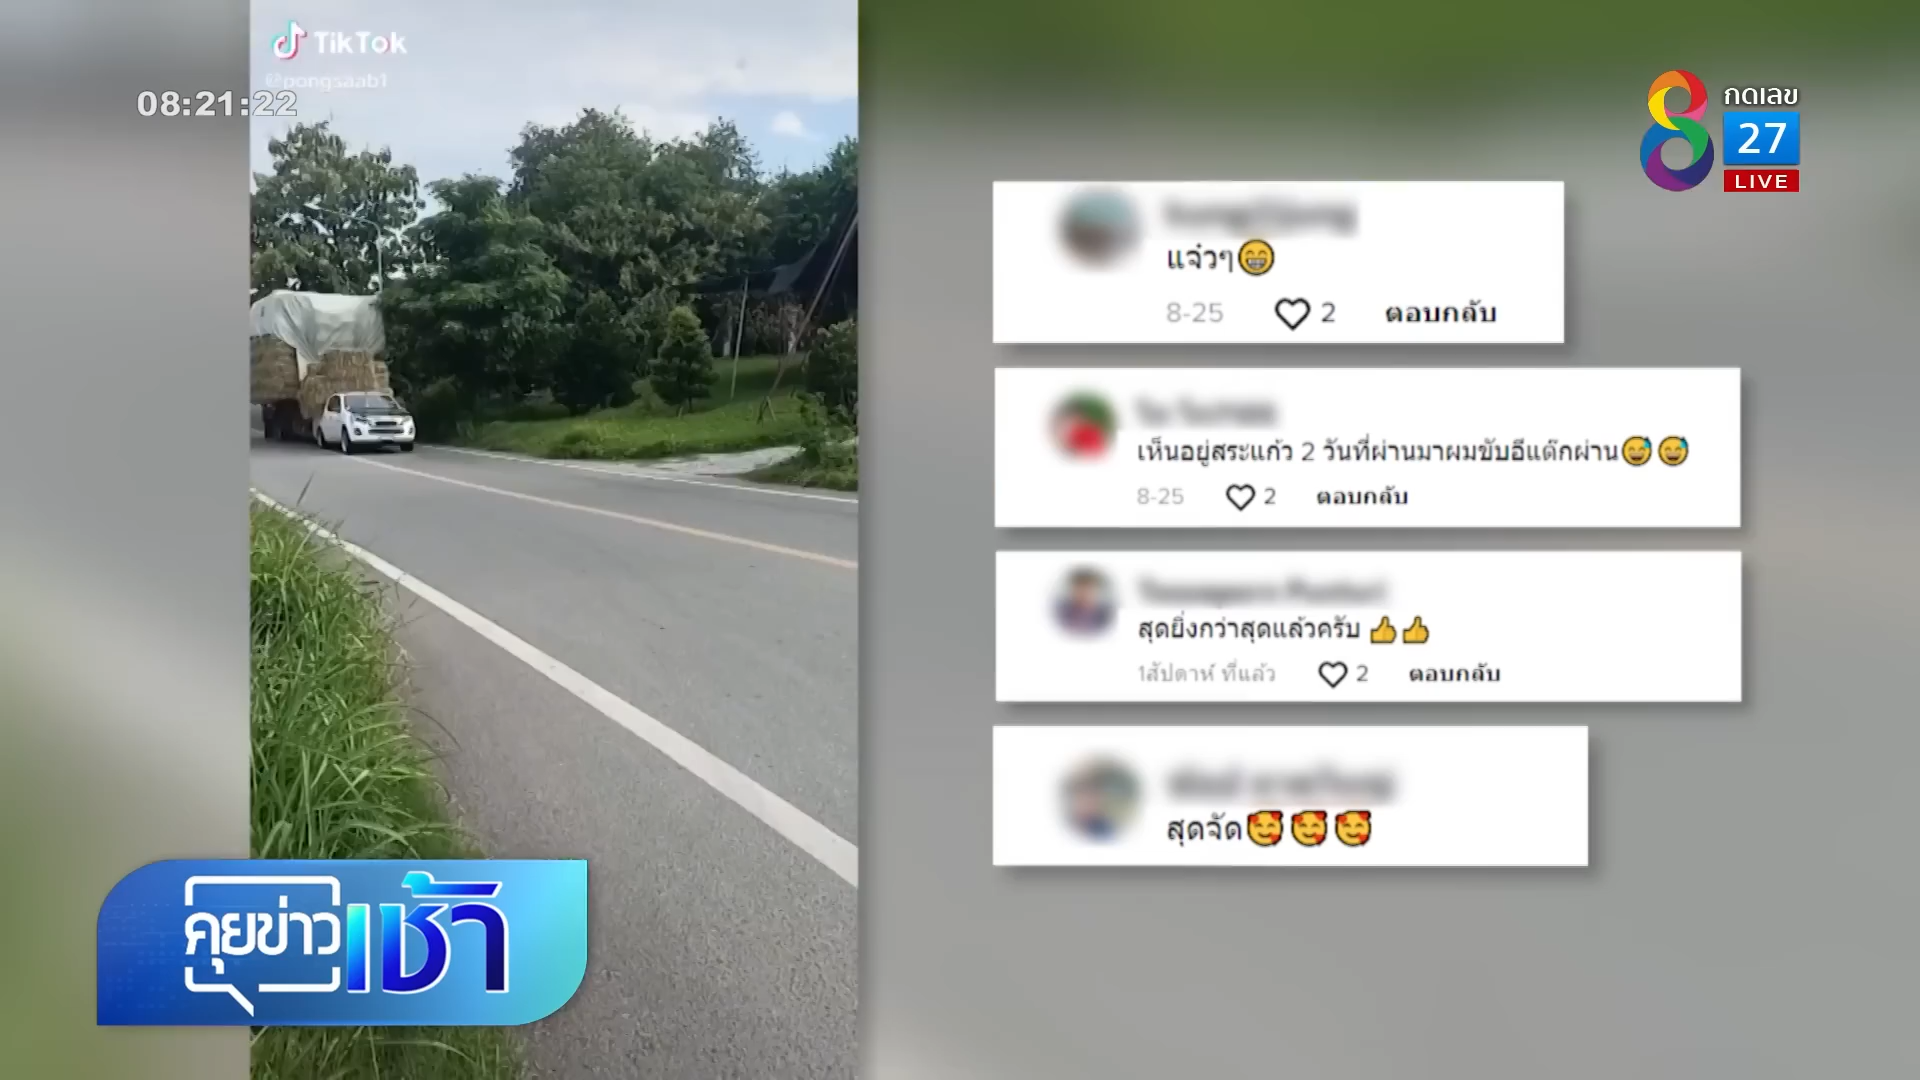 TikTok
@pongsaab1
08:21:22
กดเลข
27
LIVE
แจ๋วๆ😁
8-25 2 ตอบกลับ
เห็นอยู่สระแก้ว 2 วันที่ผ่านมาผมขับอีแต๊กผ่าน😅😅
8-25 2 ตอบกลับ
สุดยิ่งกว่าสุดแล้วครับ 👍👍
1สัปดาห์ ที่แล้ว 2 ตอบกลับ
สุดจัด🥰🥰🥰
คุยข่าว
เช้า